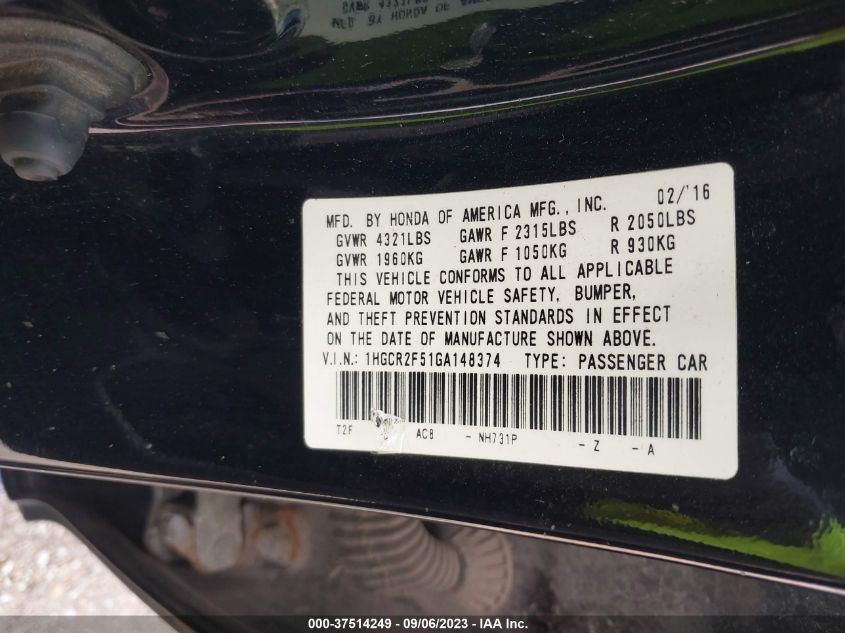 MFD. BY HONDA OF AMERICA MFG., INC. 02/'16
GVWR 4321LBS GAWR F 2315LBS R 2050LBS
GVWR 1960KG GAWR F 1050KG R 930KG
THIS VEHICLE CONFORMS TO ALL APPLICABLE
FEDERAL MOTOR VEHICLE SAFETY, BUMPER,
AND THEFT PREVENTION STANDARDS IN EFFECT
ON THE DATE OF MANUFACTURE SHOWN ABOVE.
V.I.N.: 1HGCR2F51GA148374 TYPE: PASSENGER CAR
T2F AC8 - NH731P - Z - A
000-37514249 - 09/06/2023 - IAA Inc.